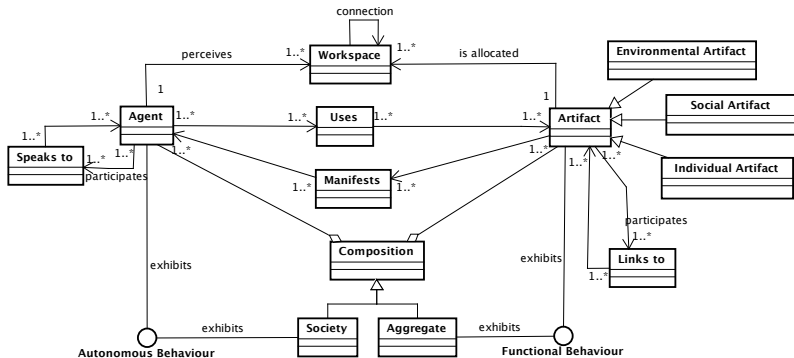 connection
1..*
Workspace
1..*
perceives
is allocated
Environmental Artifact
1
1
Social Artifact
1..*
Agent
1..*
Uses
1..*
1..*
Artifact
1..*
Speaks to
1..*
1..*
participates
1..*
1..*
Manifests
1..*
1..*
1..*
1..*
Individual Artifact
participates
1..*
Composition
Links to
1..*
exhibits
exhibits
Society
Aggregate
exhibits
exhibits
Autonomous Behaviour
Functional Behaviour